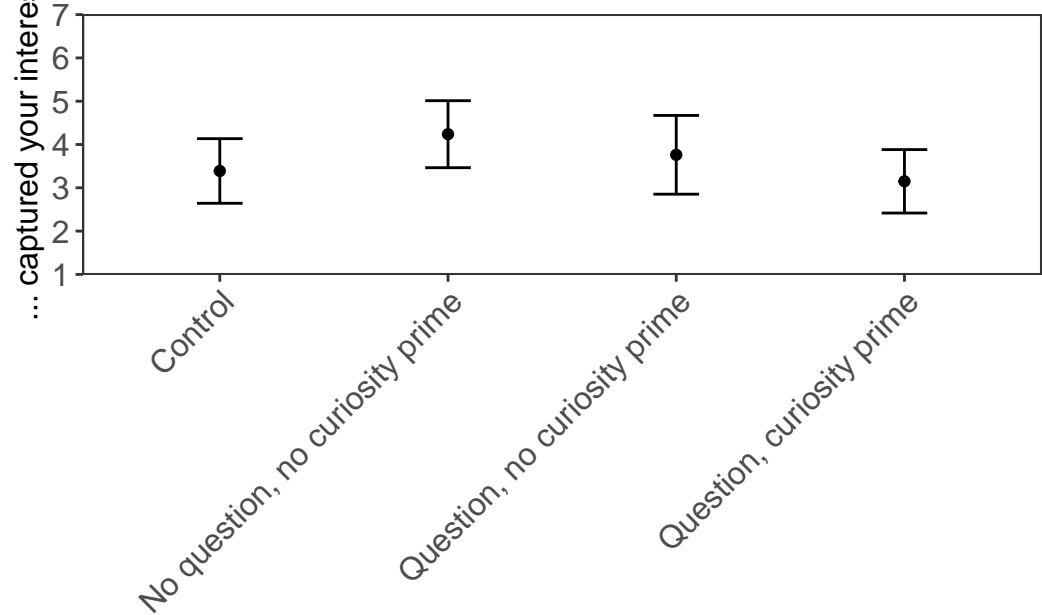 ... captured your interes
7
6
5
4
3
2
1
Control
No question, no curiosity prime
Question, no curiosity prime
Question, curiosity prime